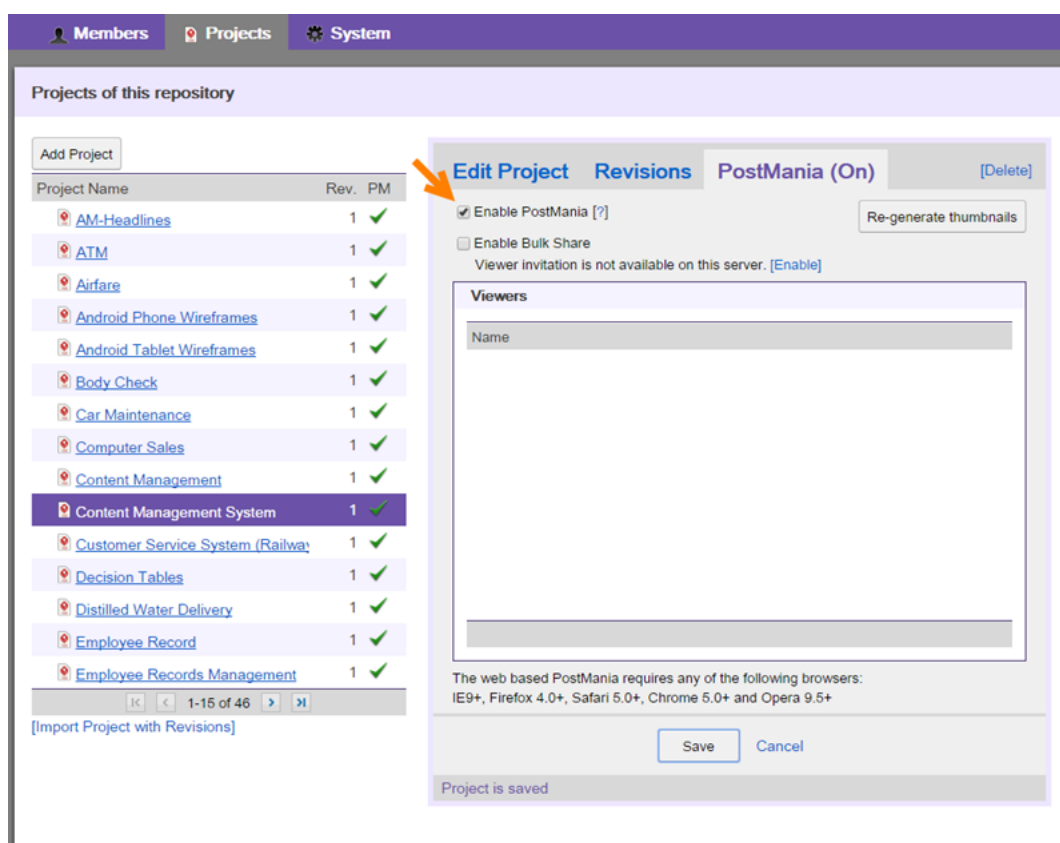 Members Projects System
Projects of this repository
Add Project
Project Name Rev. PM
AM-Headlines 1
ATM 1
Airfare 1
Android Phone Wireframes 1
Android Tablet Wireframes 1
Body Check 1
Car Maintenance 1
Computer Sales 1
Content Management 1
Content Management System 1
Customer Service System (Railway 1
Decision Tables 1
Distilled Water Delivery 1
Employee Record 1
Employee Records Management 1
1-15 of 46
[Import Project with Revisions]
Edit Project Revisions PostMania (On) [Delete]
Enable PostMania [?]
Re-generate thumbnails
Enable Bulk Share
Viewer invitation is not available on this server. [Enable]
Viewers
Name
The web based PostMania requires any of the following browsers:
IE9+, Firefox 4.0+, Safari 5.0+, Chrome 5.0+ and Opera 9.5+
Save Cancel
Project is saved